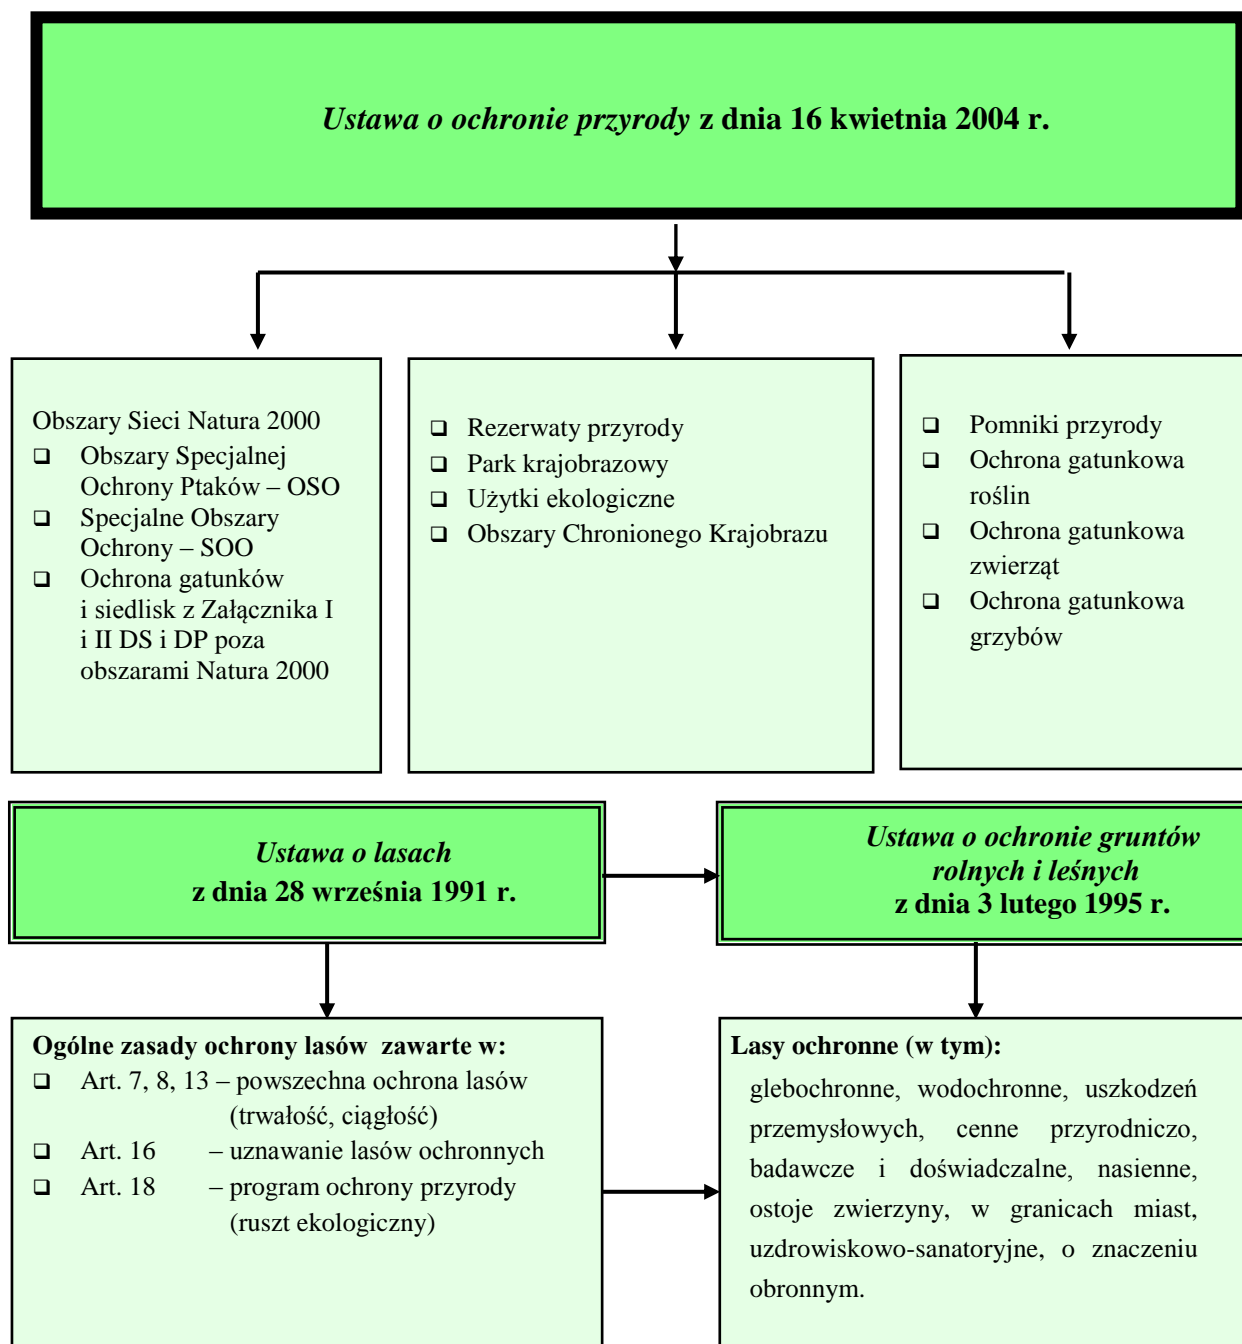 Ustawa o ochronie przyrody z dnia 16 kwietnia 2004 r.
Obszary Sieci Natura 2000
❑ Obszary Specjalnej
Ochrony Ptaków – OSO
❑ Specjalne Obszary
Ochrony – SOO
❑ Ochrona gatunków
i siedlisk z Załącznika I
i II DS i DP poza
obszarami Natura 2000
❑ Rezerwaty przyrody
❑ Park krajobrazowy
❑ Użytki ekologiczne
❑ Obszary Chronionego Krajobrazu
❑ Pomniki przyrody
❑ Ochrona gatunkowa
roślin
❑ Ochrona gatunkowa
zwierząt
❑ Ochrona gatunkowa
grzybów
Ustawa o lasach
z dnia 28 września 1991 r.
Ustawa o ochronie gruntów
rolnych i leśnych
z dnia 3 lutego 1995 r.
Ogólne zasady ochrony lasów zawarte w:
❑ Art. 7, 8, 13 – powszechna ochrona lasów
(trwałość, ciągłość)
❑ Art. 16 – uznawanie lasów ochronnych
❑ Art. 18 – program ochrony przyrody
(ruszt ekologiczny)
Lasy ochronne (w tym):
glebochronne, wodochronne, uszkodzeń
przemysłowych, cenne przyrodniczo,
badawcze i doświadczalne, nasienne,
ostoje zwierzyny, w granicach miast,
uzdrowiskowo-sanatoryjne, o znaczeniu
obronnym.